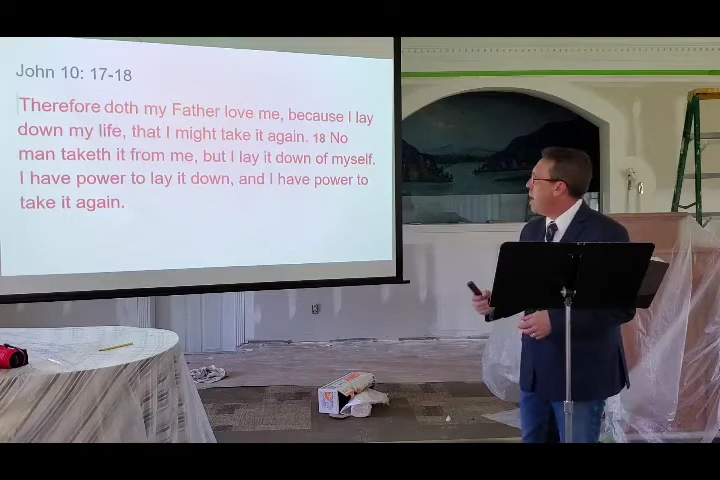 John 10: 17-18
Therefore doth my Father love me, because I lay
down my life, that I might take it again. 18 No
man taketh it from me, but I lay it down of myself.
I have power to lay it down, and I have power to
take it again.